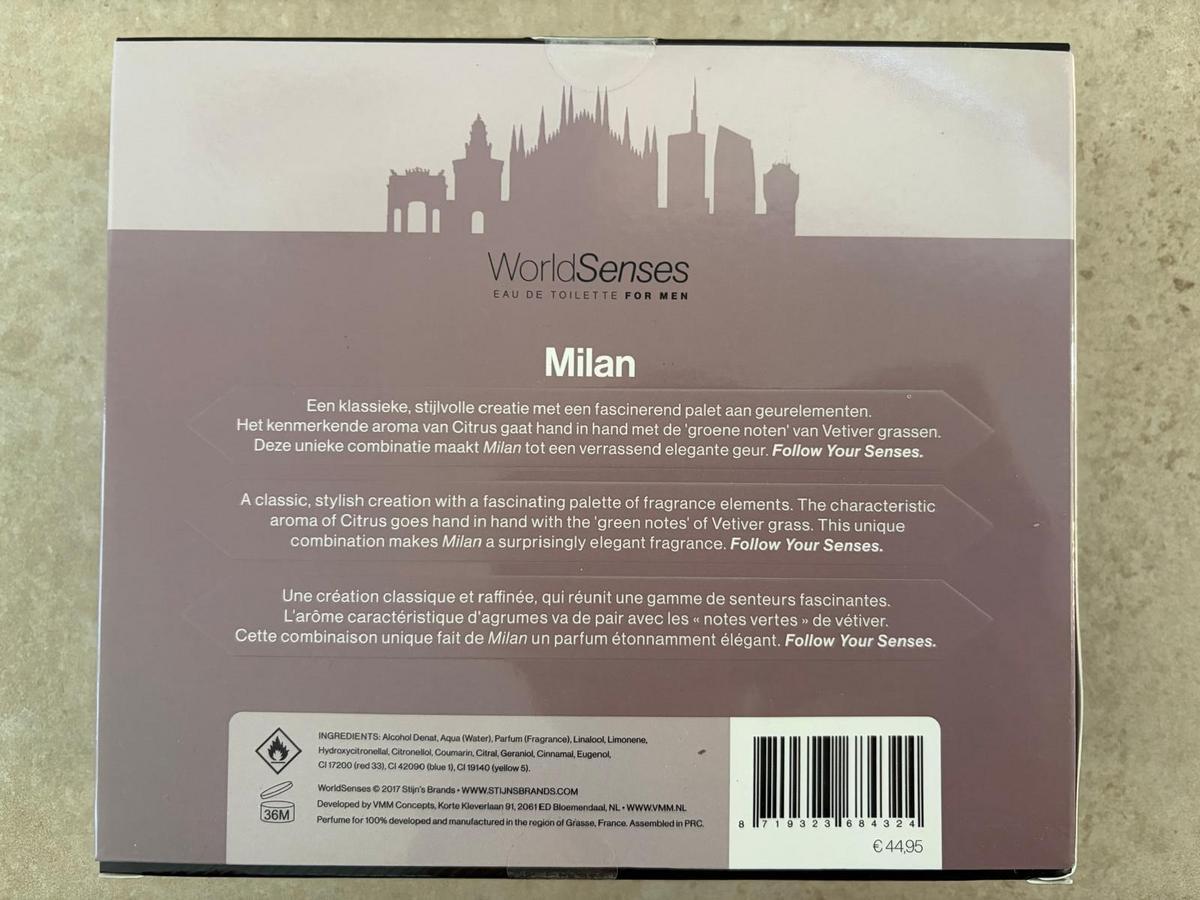 WorldSenses
EAU DE TOILETTE FOR MEN
Milan
Een klassieke, stijlvolle creatie met een fascinerend palet aan geurelementen.
Het kenmerkende aroma van Citrus gaat hand in hand met de 'groene noten' van Vetiver grassen.
Deze unieke combinatie maakt Milan tot een verrassend elegante geur. Follow Your Senses.
A classic, stylish creation with a fascinating palette of fragrance elements. The characteristic
aroma of Citrus goes hand in hand with the 'green notes' of Vetiver grass. This unique
combination makes Milan a surprisingly elegant fragrance. Follow Your Senses.
Une création classique et raffinée, qui réunit une gamme de senteurs fascinantes.
L'arôme caractéristique d'agrumes va de pair avec les « notes vertes » de vétiver.
Cette combinaison unique fait de Milan un parfum étonnamment élégant. Follow Your Senses.
INGREDIENTS: Alcohol Denat, Aqua (Water), Parfum (Fragrance), Linalool, Limonene,
Hydroxycitronellal, Citronellol, Coumarin, Citral, Geraniol, Cinnamal, Eugenol,
CI 17200 (red 33), CI 42090 (blue 1), CI 19140 (yellow 5).
36M
WorldSenses © 2017 Stijn's Brands • WWW.STIJNSBRANDS.COM
Developed by VMM Concepts, Korte Kleverlaan 91, 2061 ED Bloemendaal, NL • WWW.VMM.NL
Perfume for 100% developed and manufactured in the region of Grasse, France. Assembled in PRC.
8 719323 684324
€ 44,95